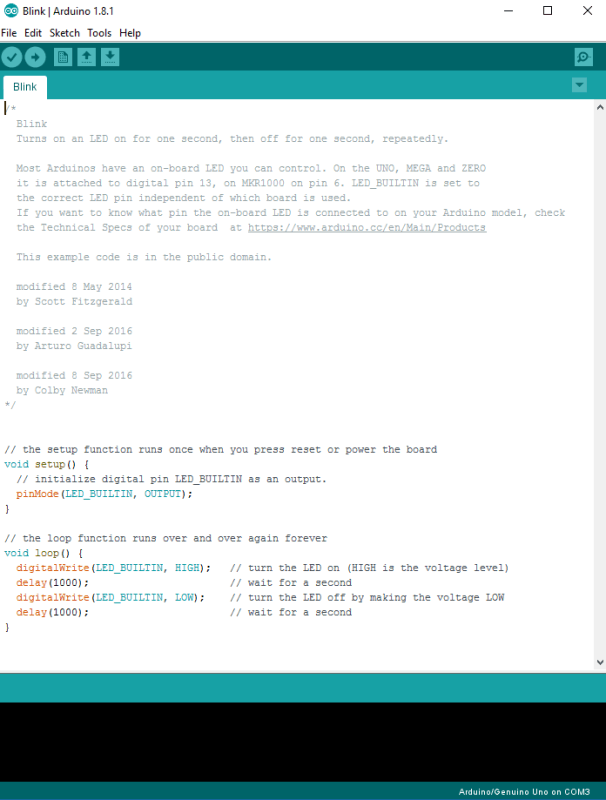 Blink | Arduino 1.8.1
File Edit Sketch Tools Help
Blink
/*
  Blink
  Turns on an LED on for one second, then off for one second, repeatedly.

  Most Arduinos have an on-board LED you can control. On the UNO, MEGA and ZERO
  it is attached to digital pin 13, on MKR1000 on pin 6. LED_BUILTIN is set to
  the correct LED pin independent of which board is used.
  If you want to know what pin the on-board LED is connected to on your Arduino model, check
  the Technical Specs of your board  at https://www.arduino.cc/en/Main/Products

  This example code is in the public domain.

  modified 8 May 2014
  by Scott Fitzgerald

  modified 2 Sep 2016
  by Arturo Guadalupi

  modified 8 Sep 2016
  by Colby Newman
*/

// the setup function runs once when you press reset or power the board
void setup() {
  // initialize digital pin LED_BUILTIN as an output.
  pinMode(LED_BUILTIN, OUTPUT);
}

// the loop function runs over and over again forever
void loop() {
  digitalWrite(LED_BUILTIN, HIGH);   // turn the LED on (HIGH is the voltage level)
  delay(1000);                       // wait for a second
  digitalWrite(LED_BUILTIN, LOW);    // turn the LED off by making the voltage LOW
  delay(1000);                       // wait for a second
}
Arduino/Genuino Uno on COM3